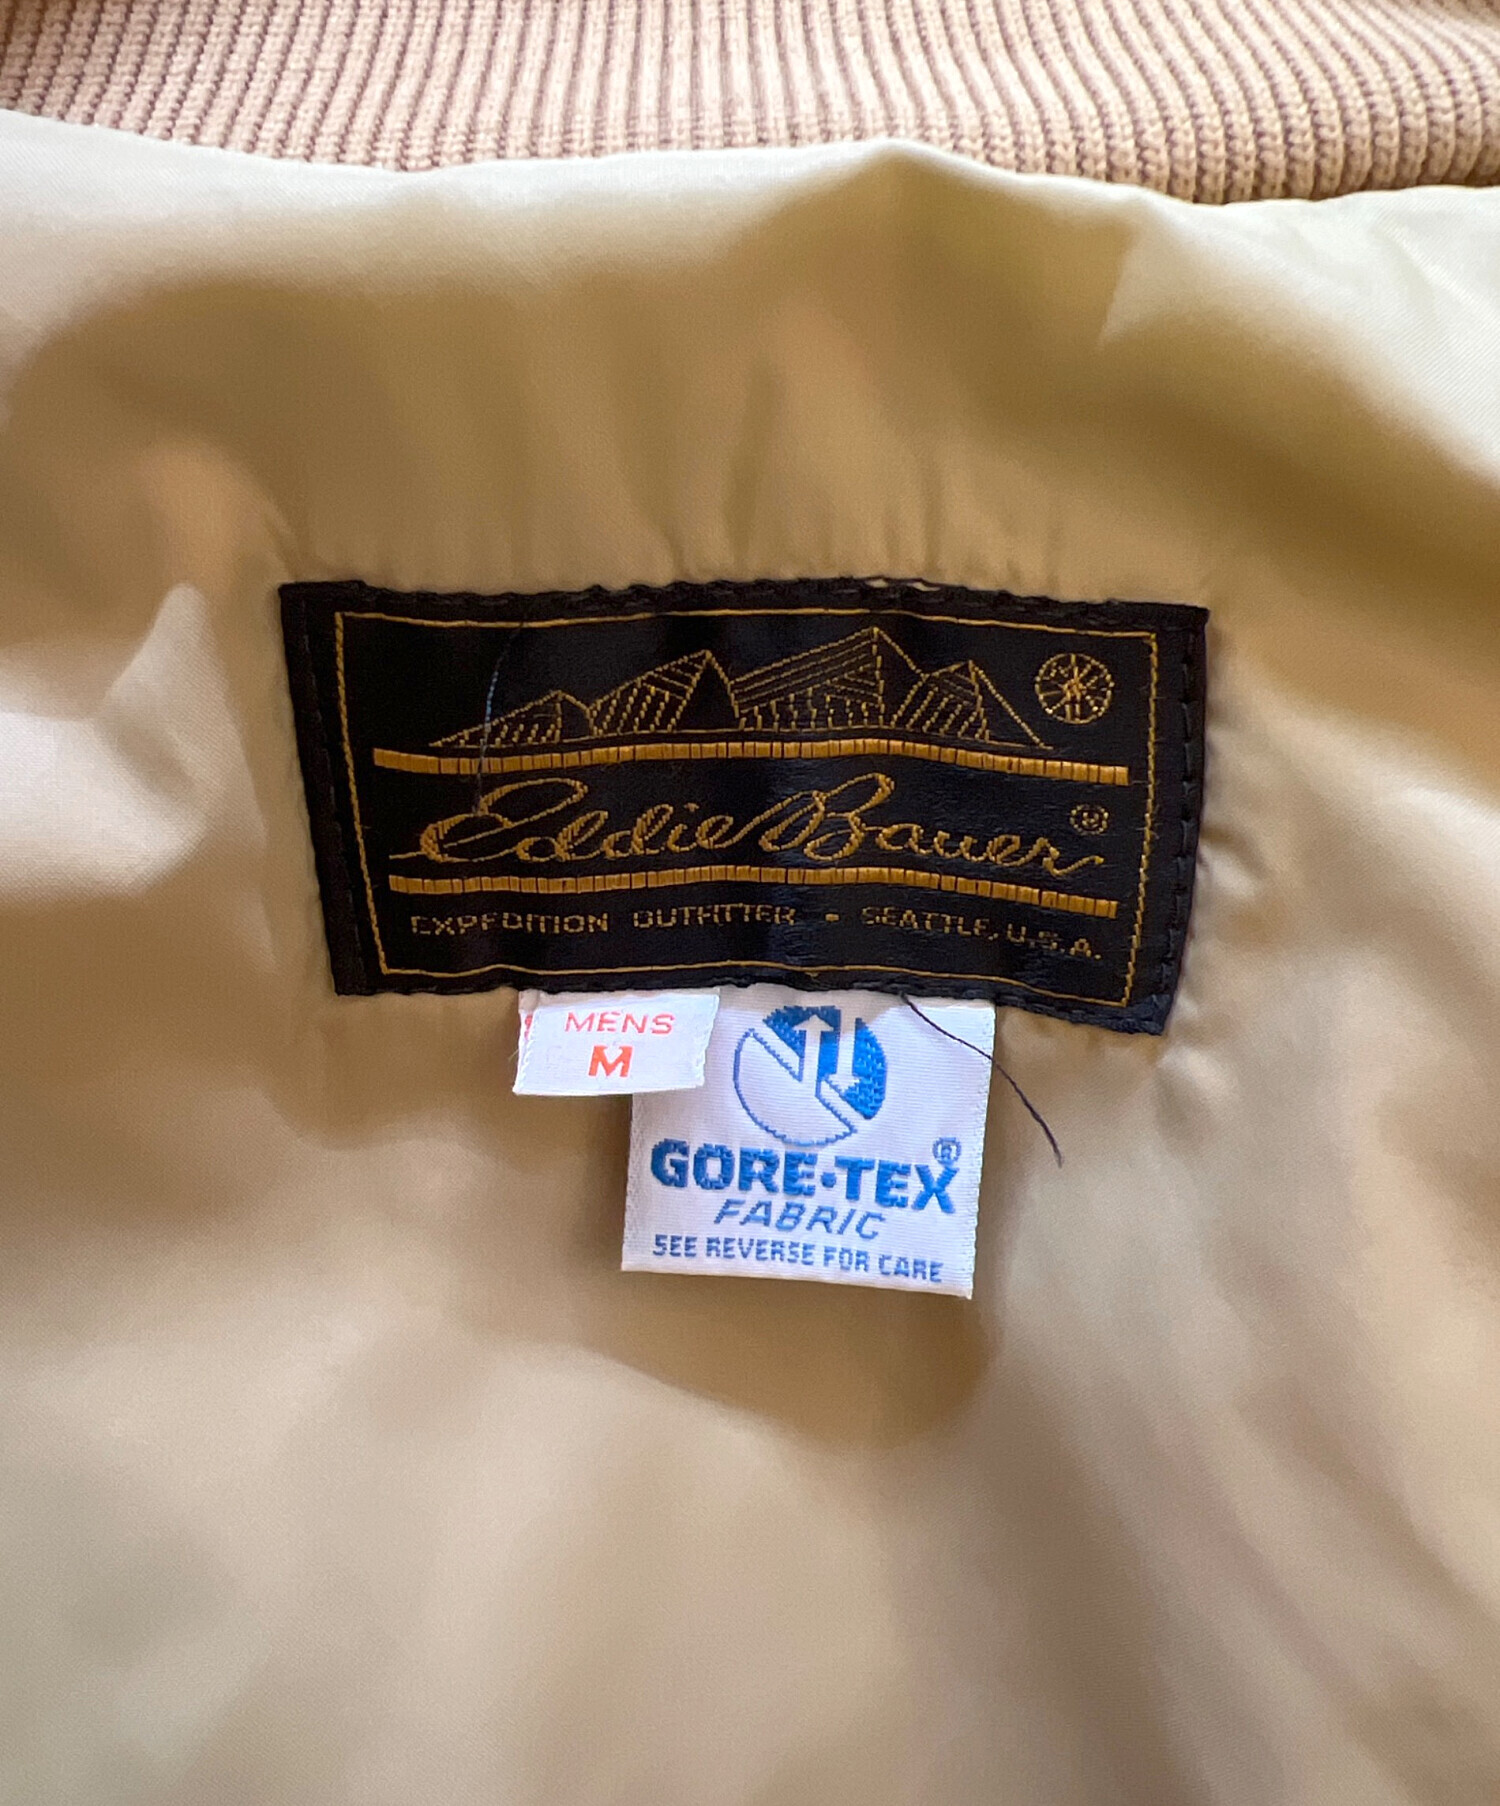 Eddie Bauer®
EXPEDITION OUTFITTER • SEATTLE, U.S.A.
MENS
M
GORE-TEX®
FABRIC
SEE REVERSE FOR CARE